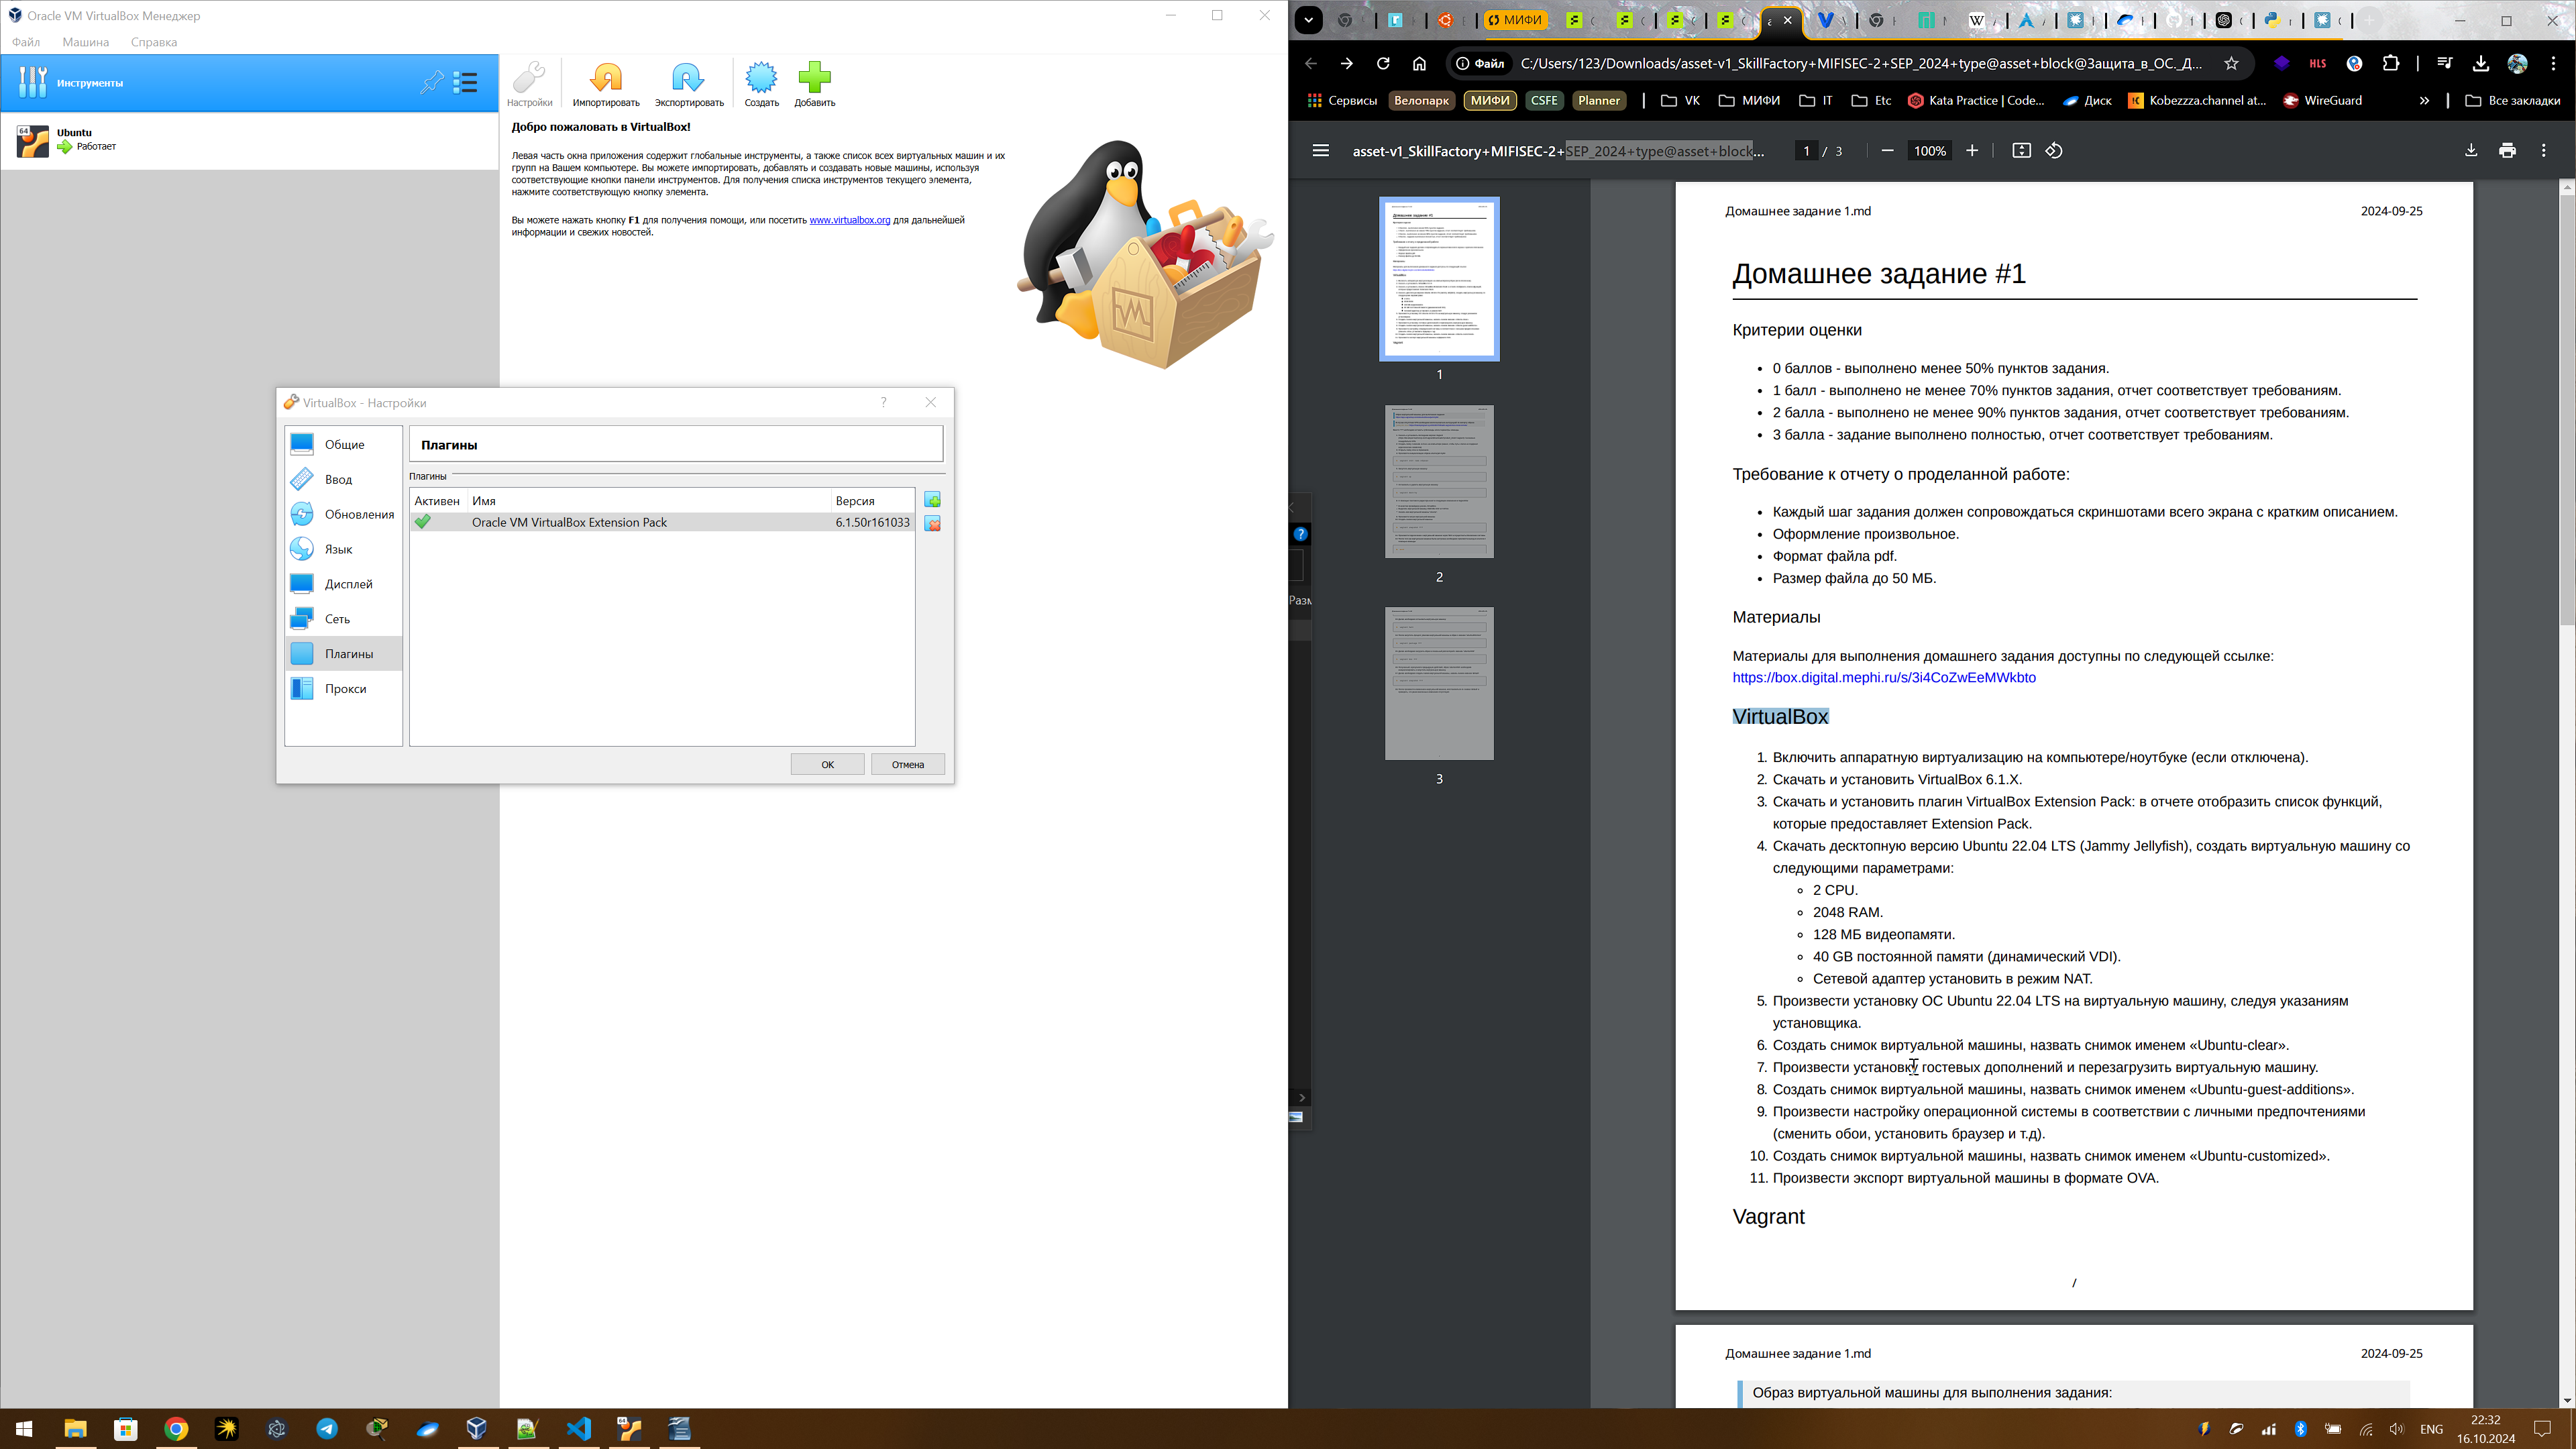 Oracle VM VirtualBox Менеджер
Файл Машина Справка
Инструменты
Настройки Импортировать Экспортировать Создать Добавить
64
Ubuntu
Работает
Добро пожаловать в VirtualBox!
Левая часть окна приложения содержит глобальные инструменты, а также список всех виртуальных машин и их
групп на Вашем компьютере. Вы можете импортировать, добавлять и создавать новые машины, используя
соответствующие кнопки панели инструментов. Для получения списка инструментов текущего элемента,
нажмите соответствующую кнопку элемента.
Вы можете нажать кнопку F1 для получения помощи, или посетить www.virtualbox.org для дальнейшей
информации и свежих новостей.
VirtualBox - Настройки
?
Общие
Ввод
Обновления
Язык
Дисплей
Сеть
Плагины
Прокси
Плагины
Плагины
Активен Имя Версия
Oracle VM VirtualBox Extension Pack 6.1.50r161033
OK Отмена
МИФИ
Файл C:/Users/123/Downloads/asset-v1_SkillFactory+MIFISEC-2+SEP_2024+type@asset+block@Защита_в_ОС._Д...
HLS
Сервисы Велопарк МИФИ CSFE Planner VK МИФИ IT Etc Kata Practice | Code... Диск Kobezzza.channel at... WireGuard » Все закладки
asset-v1_SkillFactory+MIFISEC-2+SEP_2024+type@asset+block... 1 / 3 100%
1
2
3
Домашнее задание 1.md 2024-09-25
Домашнее задание #1
Критерии оценки
• 0 баллов - выполнено менее 50% пунктов задания.
• 1 балл - выполнено не менее 70% пунктов задания, отчет соответствует требованиям.
• 2 балла - выполнено не менее 90% пунктов задания, отчет соответствует требованиям.
• 3 балла - задание выполнено полностью, отчет соответствует требованиям.
Требование к отчету о проделанной работе:
• Каждый шаг задания должен сопровождаться скриншотами всего экрана с кратким описанием.
• Оформление произвольное.
• Формат файла pdf.
• Размер файла до 50 МБ.
Материалы
Материалы для выполнения домашнего задания доступны по следующей ссылке:
https://box.digital.mephi.ru/s/3i4CoZwEeMWkbto
VirtualBox
1. Включить аппаратную виртуализацию на компьютере/ноутбуке (если отключена).
2. Скачать и установить VirtualBox 6.1.X.
3. Скачать и установить плагин VirtualBox Extension Pack: в отчете отобразить список функций,
которые предоставляет Extension Pack.
4. Скачать десктопную версию Ubuntu 22.04 LTS (Jammy Jellyfish), создать виртуальную машину со
следующими параметрами:
◦ 2 CPU.
◦ 2048 RAM.
◦ 128 МБ видеопамяти.
◦ 40 GB постоянной памяти (динамический VDI).
◦ Сетевой адаптер установить в режим NAT.
5. Произвести установку ОС Ubuntu 22.04 LTS на виртуальную машину, следуя указаниям
установщика.
6. Создать снимок виртуальной машины, назвать снимок именем «Ubuntu-clear».
7. Произвести установку гостевых дополнений и перезагрузить виртуальную машину.
8. Создать снимок виртуальной машины, назвать снимок именем «Ubuntu-guest-additions».
9. Произвести настройку операционной системы в соответствии с личными предпочтениями
(сменить обои, установить браузер и т.д).
10. Создать снимок виртуальной машины, назвать снимок именем «Ubuntu-customized».
11. Произвести экспорт виртуальной машины в формате OVA.
Vagrant
/
Домашнее задание 1.md 2024-09-25
Образ виртуальной машины для выполнения задания:
ENG
22:32
16.10.2024